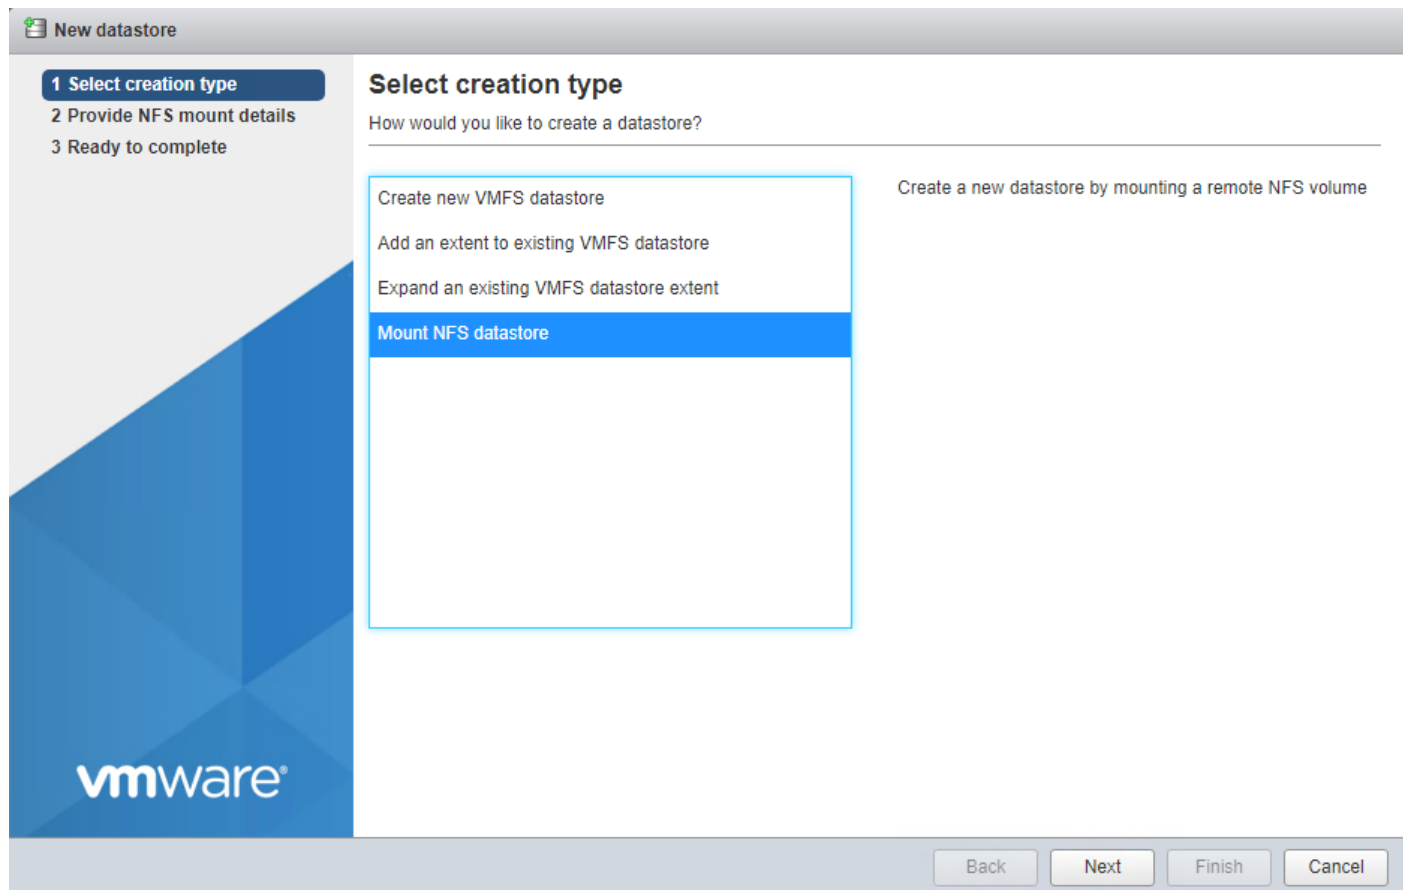 New datastore
1 Select creation type
2 Provide NFS mount details
3 Ready to complete
Select creation type
How would you like to create a datastore?
Create new VMFS datastore
Add an extent to existing VMFS datastore
Expand an existing VMFS datastore extent
Mount NFS datastore
Create a new datastore by mounting a remote NFS volume
vmware®
Back
Next
Finish
Cancel